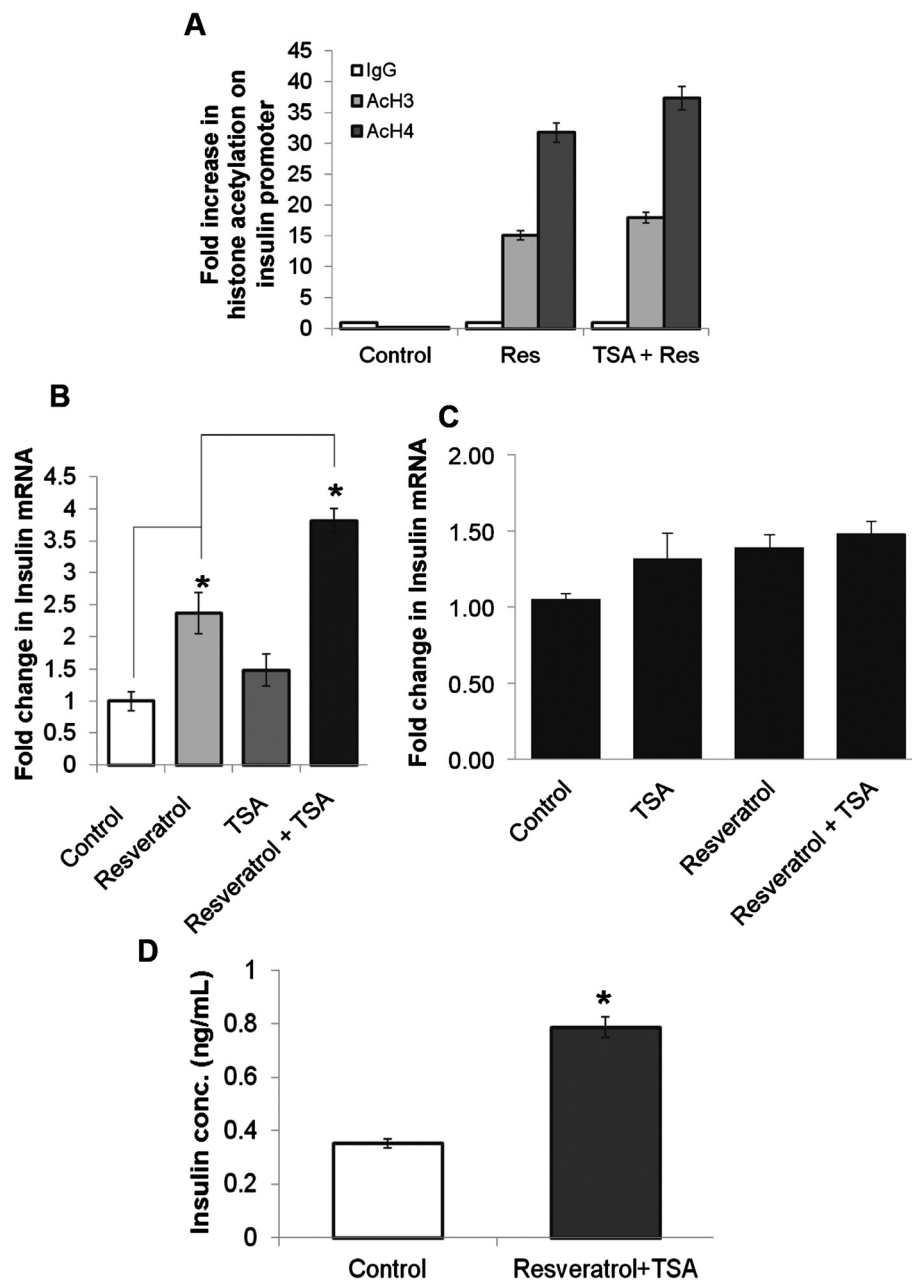 A
Fold increase in
histone acetylation on
insulin promoter
45
40
35
30
25
20
15
10
5
0
IgG
AcH3
AcH4
Control
Res
TSA + Res
B
Fold change in Insulin mRNA
4.5
4
3.5
3
2.5
2
1.5
1
0.5
0
*
*
Control
Resveratrol
TSA
Resveratrol + TSA
C
Fold change in Insulin mRNA
2.00
1.50
1.00
0.50
0.00
Control
TSA
Resveratrol
Resveratrol + TSA
D
Insulin conc. (ng/mL)
1
0.8
0.6
0.4
0.2
0
*
Control
Resveratrol+TSA